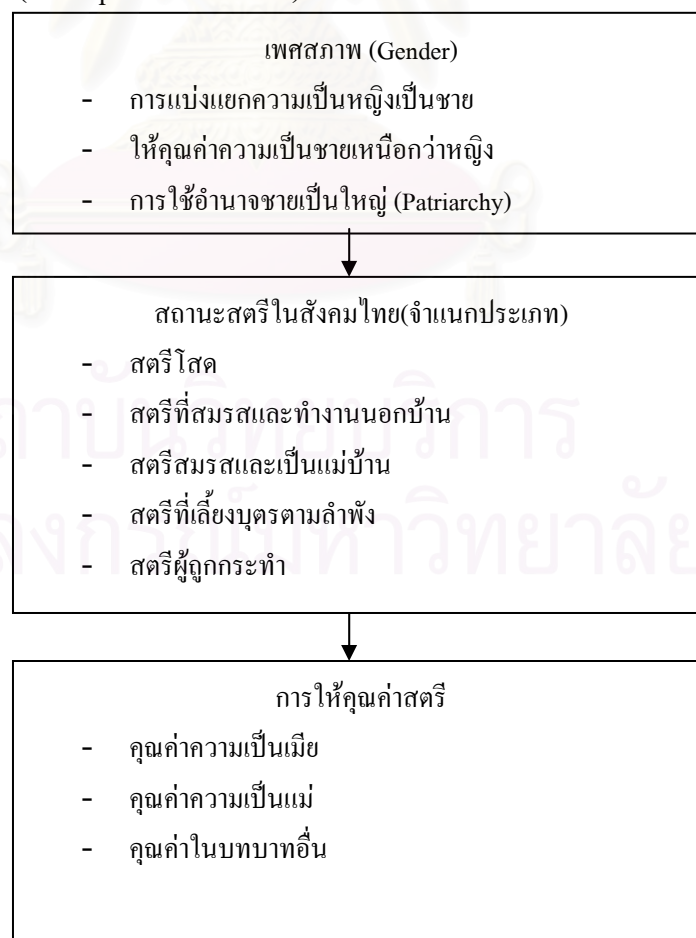 เพศสภาพ (Gender)
- การแบ่งแยกความเป็นหญิงเป็นชาย
- ให้คุณค่าความเป็นชายเหนือกว่าหญิง
- การใช้อำนาจชายเป็นใหญ่ (Patriarchy)
สถานะสตรีในสังคมไทย(จำแนกประเภท)
- สตรีโสด
- สตรีที่สมรสและทำงานนอกบ้าน
- สตรีสมรสและเป็นแม่บ้าน
- สตรีที่เลี้ยงบุตรตามลำพัง
- สตรีผู้ถูกกระทำ
การให้คุณค่าสตรี
- คุณค่าความเป็นเมีย
- คุณค่าความเป็นแม่
- คุณค่าในบทบาทอื่น